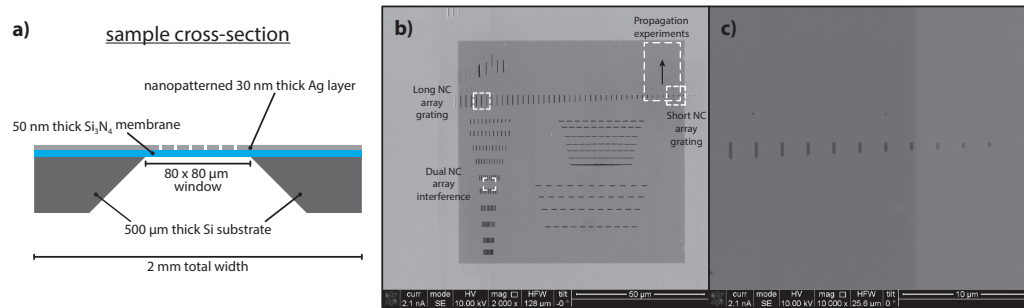 a)
sample cross-section
nanopatterned 30 nm thick Ag layer
50 nm thick Si₃N₄ membrane
80 x 80 μm
window
500 μm thick Si substrate
2 mm total width
b)
Propagation
experiments
Long NC
array
grating
Short NC
array
grating
Dual NC
array
interference
curr mode HV mag □ HFW tilt
2.1 nA SE 10.00 kV 2 000 x 128 μm -0 °
50 μm
c)
curr mode HV mag □ HFW tilt
2.1 nA SE 10.00 kV 10 000 x 25.6 μm 0 °
10 μm